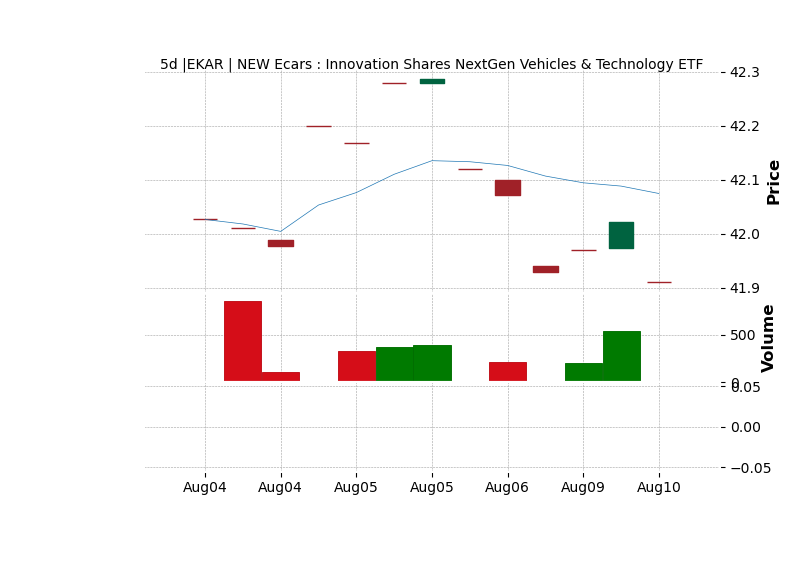 5d |EKAR | NEW Ecars : Innovation Shares NextGen Vehicles & Technology ETF
42.3
42.2
42.1
42.0
41.9
Price
500
0
Volume
0.05
0.00
−0.05
Aug04 Aug04 Aug05 Aug05 Aug06 Aug09 Aug10